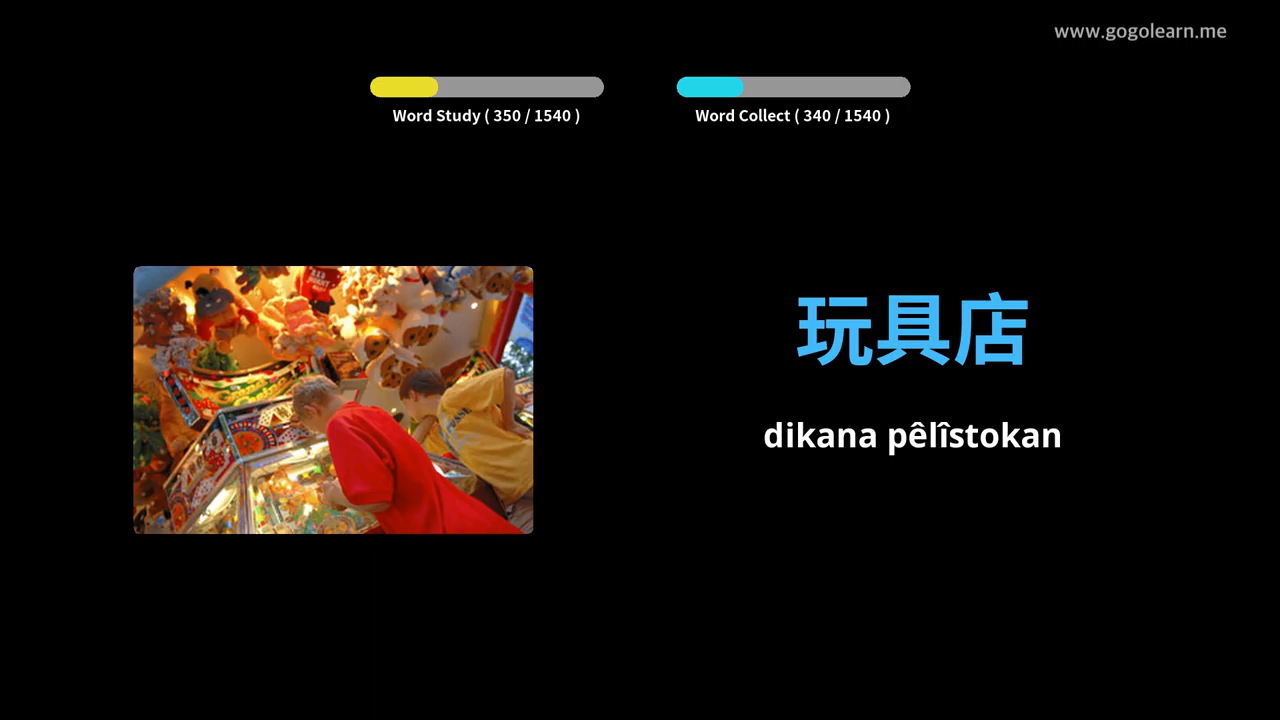 www.gogolearn.me
Word Study ( 350 / 1540 )
Word Collect ( 340 / 1540 )
玩具店
dikana pêlîstokan